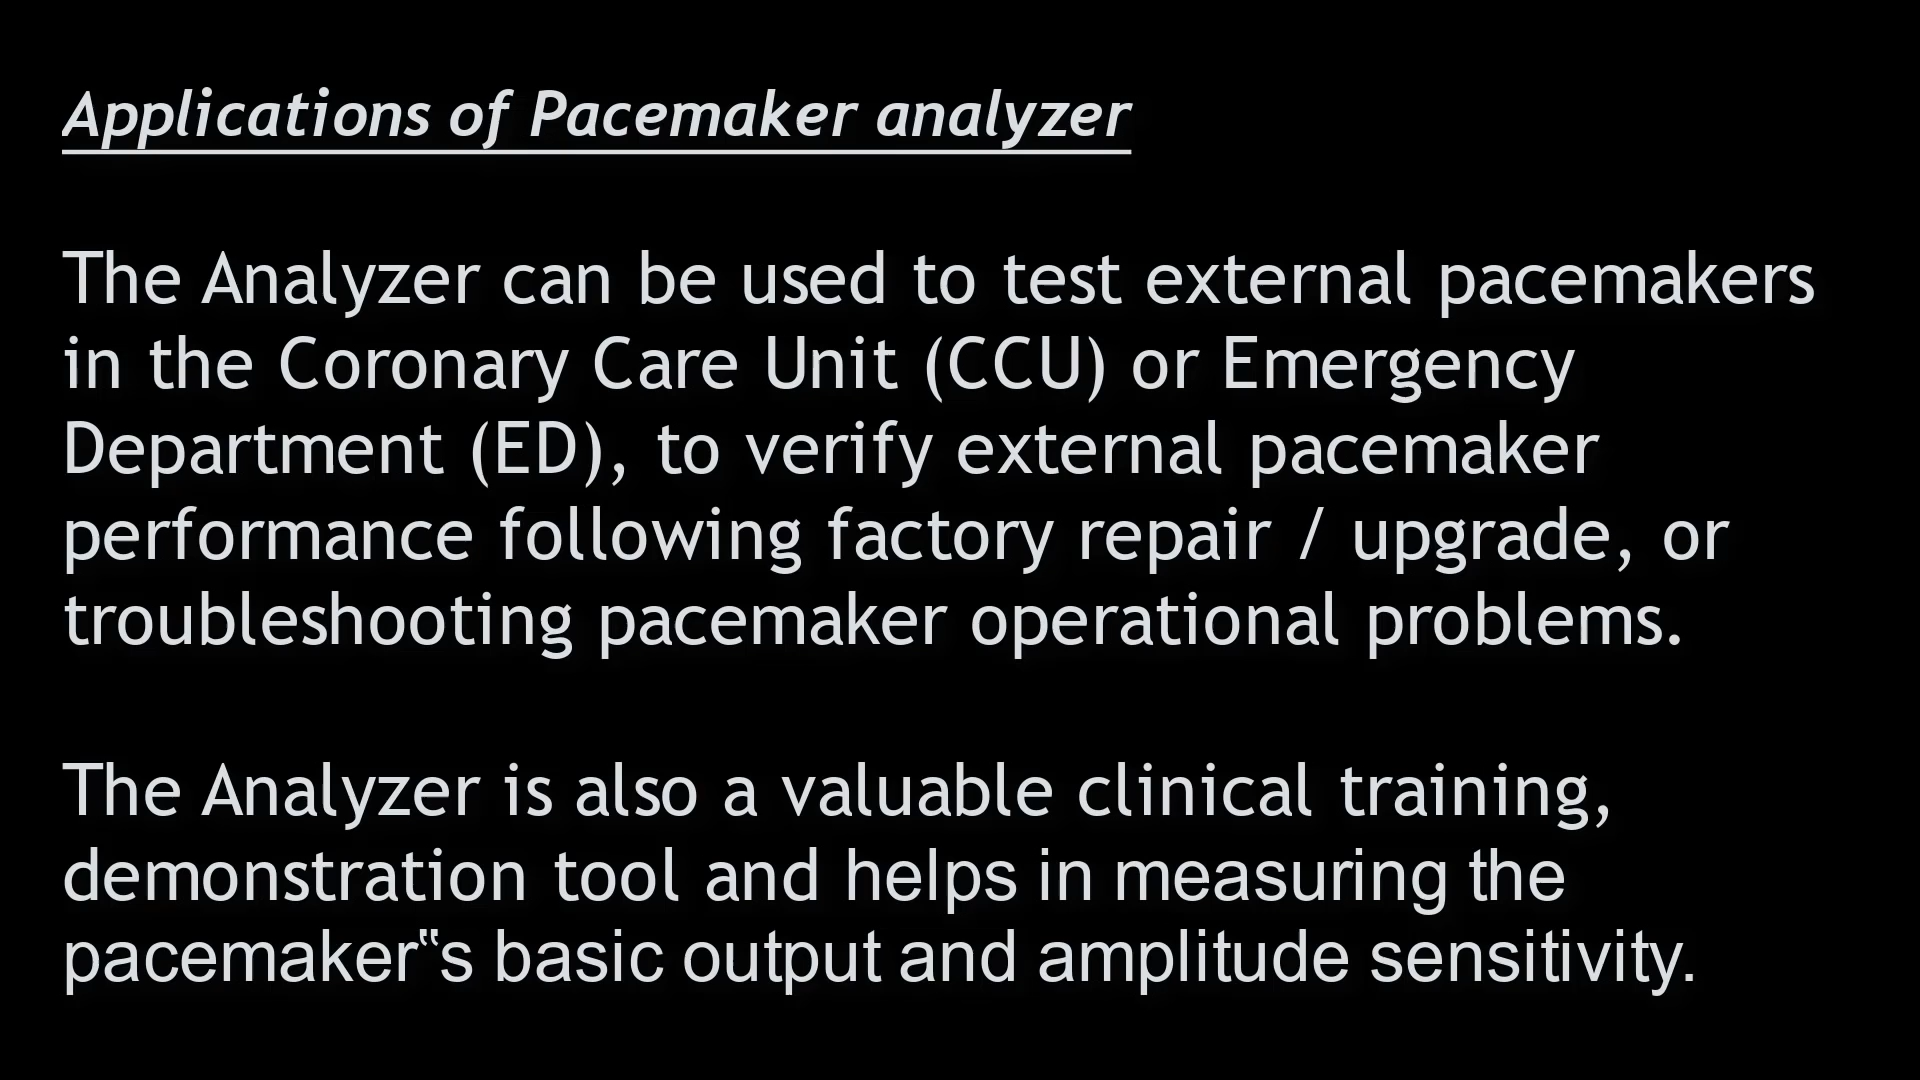 Applications of Pacemaker analyzer
The Analyzer can be used to test external pacemakers
in the Coronary Care Unit (CCU) or Emergency
Department (ED), to verify external pacemaker
performance following factory repair / upgrade, or
troubleshooting pacemaker operational problems.
The Analyzer is also a valuable clinical training,
demonstration tool and helps in measuring the
pacemaker‟s basic output and amplitude sensitivity.